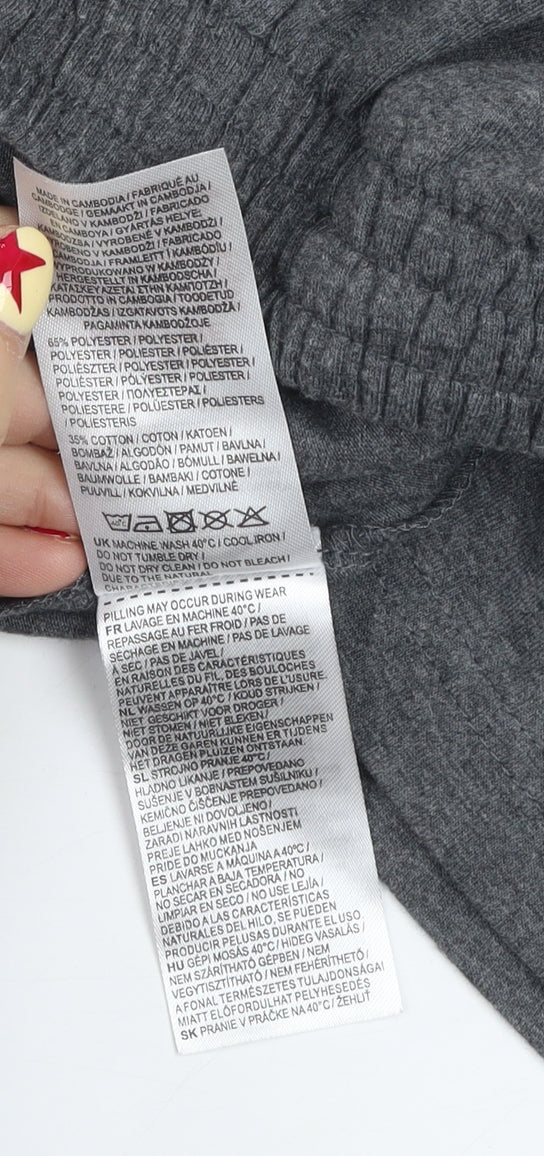 MADE IN CAMBODIA / FABRIQUÉ AU
CAMBODGE / GEMAAKT IN CAMBODJA /
IZDELANO V KAMBODŽI / FABRICADO
EN CAMBOYA / GYÁRTÁS HELYE:
KAMBODZSA / VYROBENÉ V KAMBODŽI /
VYROBENO V KAMBODŽI / FABRICADO
CAMBODJA / FRAMLEITT Í KAMBÓDÍU /
WYPRODUKOWANO W KAMBODŻY /
HERGESTELLT IN KAMBODSCHA /
ΚΑΤΑΣΚΕΥΑΖΕΤΑΙ ΣΤΗΝ ΚΑΜΠΟΤΖΗ /
PRODOTTO IN CAMBOGIA / TOODETUD
KAMBODŽAS / IZGATAVOTS KAMBODŽĀ /
PAGAMINTA KAMBODŽOJE
65% POLYESTER / POLYESTER /
POLYESTER / POLIESTER / POLIÉSTER /
POLIÉSZTER / POLYESTER / POLYESTER /
POLIÉSTER / PÓLYESTER / POLIESTER /
POLYESTER / ΠΟΛΥΕΣΤΕΡΑΣ /
POLIESTERE / POLÜESTER / POLIESTERS
/ POLIESTERIS
35% COTTON / COTON / KATOEN /
BOMBAŽ / ALGODÓN / PAMUT / BAVLNA /
BAVLNA / ALGODÃO / BÓMULL / BAWEŁNA /
BAUMWOLLE / ΒΑΜΒΑΚΙ / COTONE /
PUUVILL / KOKVILNA / MEDVILNĖ
40°C
UK MACHINE WASH 40°C / COOL IRON /
DO NOT TUMBLE DRY /
DO NOT DRY CLEAN / DO NOT BLEACH /
DUE TO THE NATURAL
PILLING MAY OCCUR DURING WEAR
FR LAVAGE EN MACHINE 40°C /
REPASSAGE AU FER FROID / PAS DE
SÉCHAGE EN MACHINE / PAS DE LAVAGE
À SEC / PAS DE JAVEL /
EN RAISON DES CARACTÉRISTIQUES
NATURELLES DU FIL, DES BOULOCHES
PEUVENT APPARAÎTRE LORS DE L'USURE.
NL WASSEN OP 40°C / KOUD STRIJKEN /
NIET GESCHIKT VOOR DROGER /
NIET STOMEN / NIET BLEKEN /
DOOR DE NATUURLIJKE EIGENSCHAPPEN
VAN DEZE GAREN KUNNEN ER TIJDENS
HET DRAGEN PLUIZEN ONTSTAAN.
SL STROJNO PRANJE 40°C /
HLADNO LIKANJE / PREPOVEDANO
SUŠENJE V BOBNASTEM SUŠILNIKU /
KEMIČNO ČIŠČENJE PREPOVEDANO /
BELJENJE NI DOVOLJENO /
ZARADI NARAVNIH LASTNOSTI
PREJE LAHKO MED NOŠENJEM
PRIDE DO MUCKANJA
ES LAVARSE A MÁQUINA A 40°C /
PLANCHAR A BAJA TEMPERATURA /
NO SECAR EN SECADORA / NO
LIMPIAR EN SECO / NO USE LEJÍA /
DEBIDO A LAS CARACTERÍSTICAS
NATURALES DEL HILO, SE PUEDEN
PRODUCIR PELUSAS DURANTE EL USO
HU GÉPI MOSÁS 40°C / HIDEG VASALÁS /
NEM SZÁRÍTHATÓ GÉPBEN / NEM
VEGYTISZTÍTHATÓ / NEM FEHÉRÍTHETŐ /
A FONAL TERMÉSZETES TULAJDONSÁGAI
MIATT ELŐFORDULHAT PELYHESEDÉS
SK PRANIE V PRÁČKE NA 40°C / ŽEHLIŤ